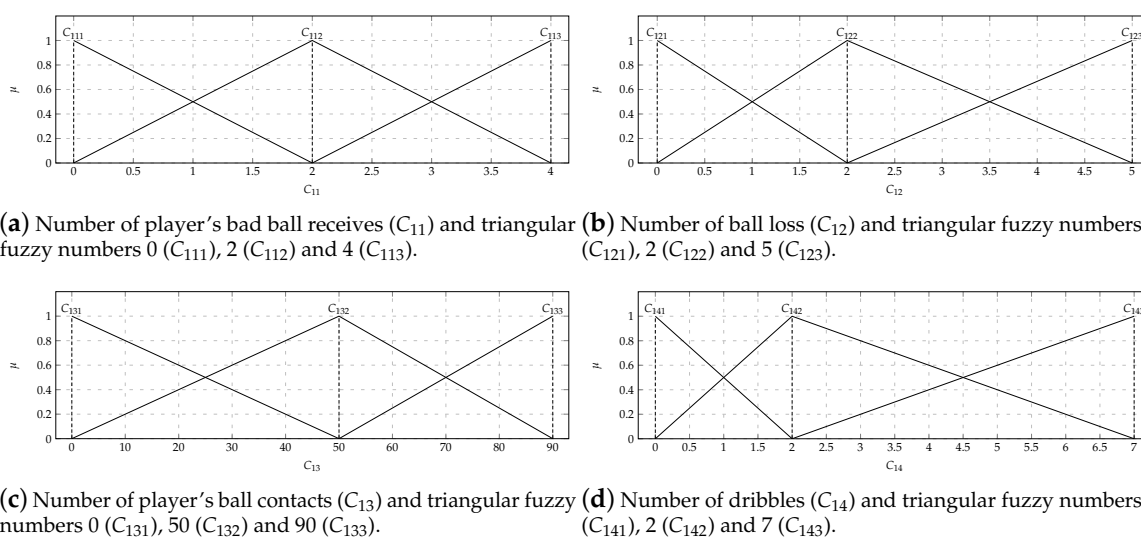 C111 C112 C113
1
0.8
0.6
0.4
0.2
0
μ
0 0.5 1 1.5 2 2.5 3 3.5 4
C11
(a) Number of player's bad ball receives (C11) and triangular
fuzzy numbers 0 (C111), 2 (C112) and 4 (C113).
C121 C122 C123
1
0.8
0.6
0.4
0.2
0
μ
0 0.5 1 1.5 2 2.5 3 3.5 4 4.5 5
C12
(b) Number of ball loss (C12) and triangular fuzzy numbers
(C121), 2 (C122) and 5 (C123).
C131 C132 C133
1
0.8
0.6
0.4
0.2
0
μ
0 10 20 30 40 50 60 70 80 90
C13
(c) Number of player's ball contacts (C13) and triangular fuzzy
numbers 0 (C131), 50 (C132) and 90 (C133).
C141 C142
1
0.8
0.6
0.4
0.2
0
μ
0 0.5 1 1.5 2 2.5 3 3.5 4 4.5 5 5.5 6 6.5 7
C14
(d) Number of dribbles (C14) and triangular fuzzy numbers
(C141), 2 (C142) and 7 (C143).